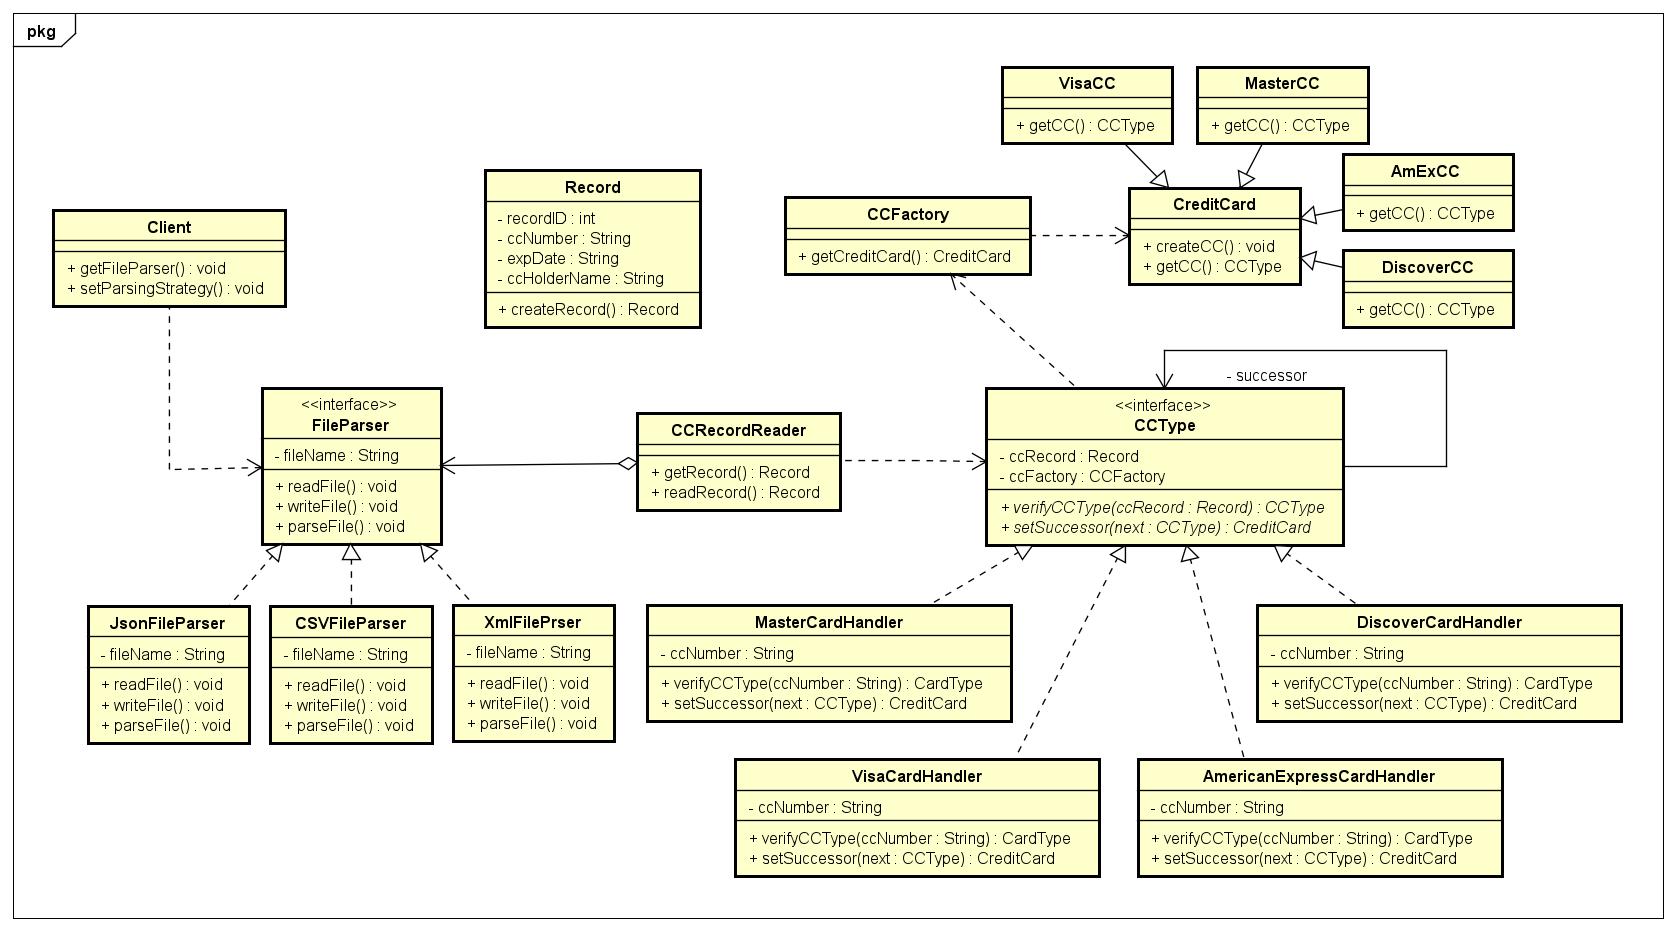 pkg
VisaCC
+ getCC() : CCType
MasterCC
+ getCC() : CCType
AmExCC
+ getCC() : CCType
DiscoverCC
+ getCC() : CCType
CreditCard
+ createCC() : void
+ getCC() : CCType
CCFactory
+ getCreditCard() : CreditCard
Record
- recordID : int
- ccNumber : String
- expDate : String
- ccHolderName : String
+ createRecord() : Record
Client
+ getFileParser() : void
+ setParsingStrategy() : void
<<interface>>
FileParser
- fileName : String
+ readFile() : void
+ writeFile() : void
+ parseFile() : void
CCRecordReader
+ getRecord() : Record
+ readRecord() : Record
- successor
<<interface>>
CCType
- ccRecord : Record
- ccFactory : CCFactory
+ verifyCCType(ccRecord : Record) : CCType
+ setSuccessor(next : CCType) : CreditCard
JsonFileParser
- fileName : String
+ readFile() : void
+ writeFile() : void
+ parseFile() : void
CSVFileParser
- fileName : String
+ readFile() : void
+ writeFile() : void
+ parseFile() : void
XmlFilePrser
- fileName : String
+ readFile() : void
+ writeFile() : void
+ parseFile() : void
MasterCardHandler
- ccNumber : String
+ verifyCCType(ccNumber : String) : CardType
+ setSuccessor(next : CCType) : CreditCard
DiscoverCardHandler
- ccNumber : String
+ verifyCCType(ccNumber : String) : CardType
+ setSuccessor(next : CCType) : CreditCard
VisaCardHandler
- ccNumber : String
+ verifyCCType(ccNumber : String) : CardType
+ setSuccessor(next : CCType) : CreditCard
AmericanExpressCardHandler
- ccNumber : String
+ verifyCCType(ccNumber : String) : CardType
+ setSuccessor(next : CCType) : CreditCard